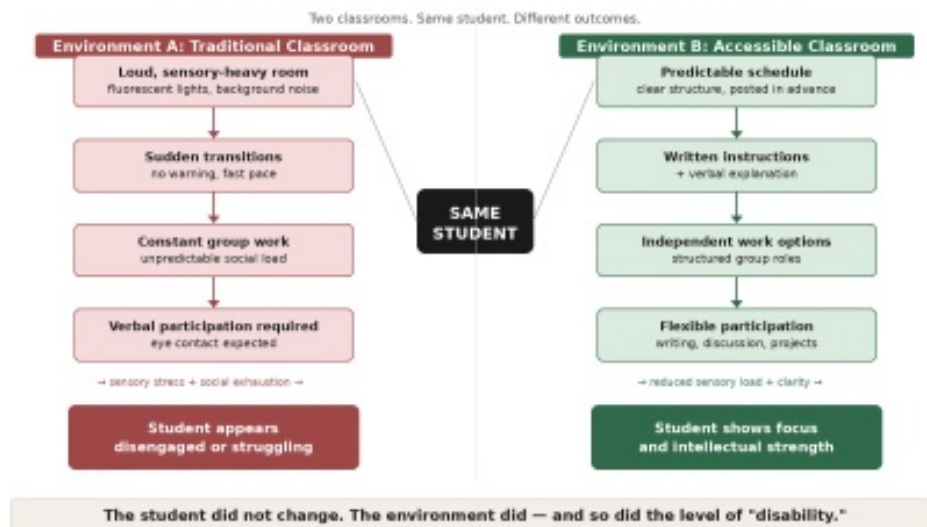 Two classrooms. Same student. Different outcomes.
Environment A: Traditional Classroom
Loud, sensory-heavy room
fluorescent lights, background noise
Sudden transitions
no warning, fast pace
Constant group work
unpredictable social load
Verbal participation required
eye contact expected
→ sensory stress + social exhaustion →
Student appears
disengaged or struggling
SAME
STUDENT
Environment B: Accessible Classroom
Predictable schedule
clear structure, posted in advance
Written instructions
+ verbal explanation
Independent work options
structured group roles
Flexible participation
writing, discussion, projects
→ reduced sensory load + clarity →
Student shows focus
and intellectual strength
The student did not change. The environment did — and so did the level of "disability."